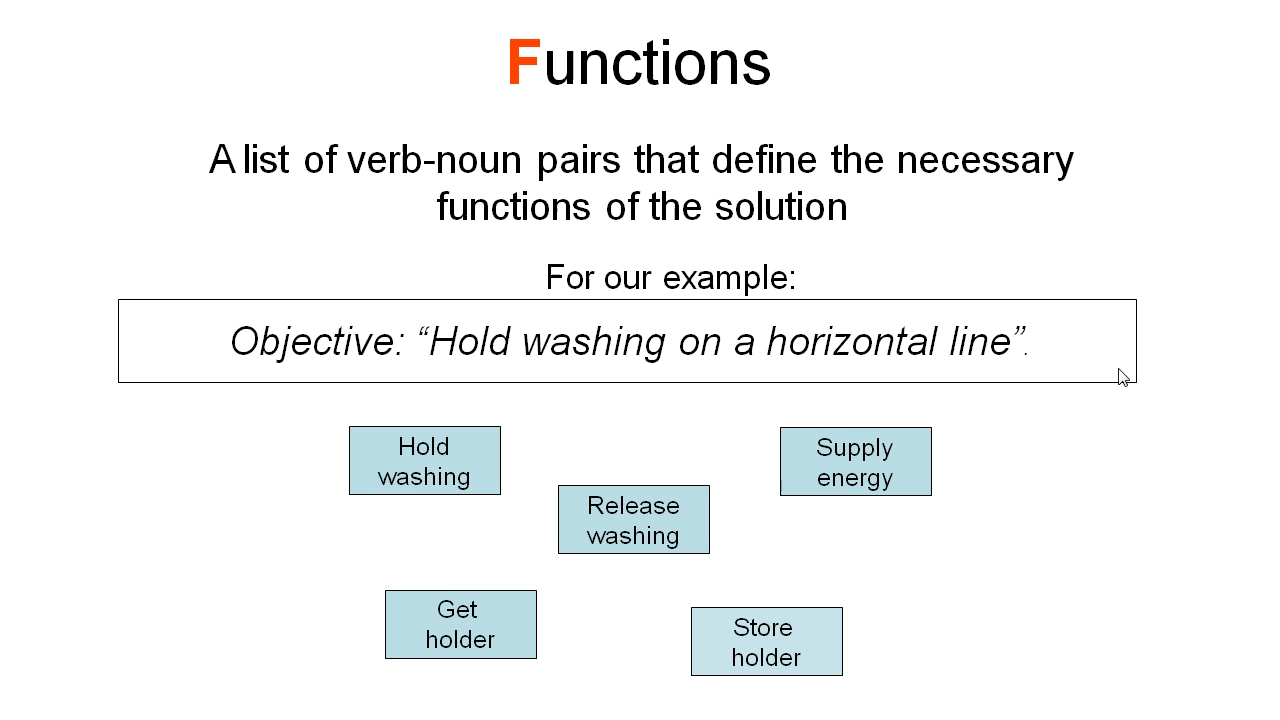 Functions
A list of verb-noun pairs that define the necessary
functions of the solution
For our example:
Objective: “Hold washing on a horizontal line”.
Hold
washing
Supply
energy
Release
washing
Get
holder
Store
holder